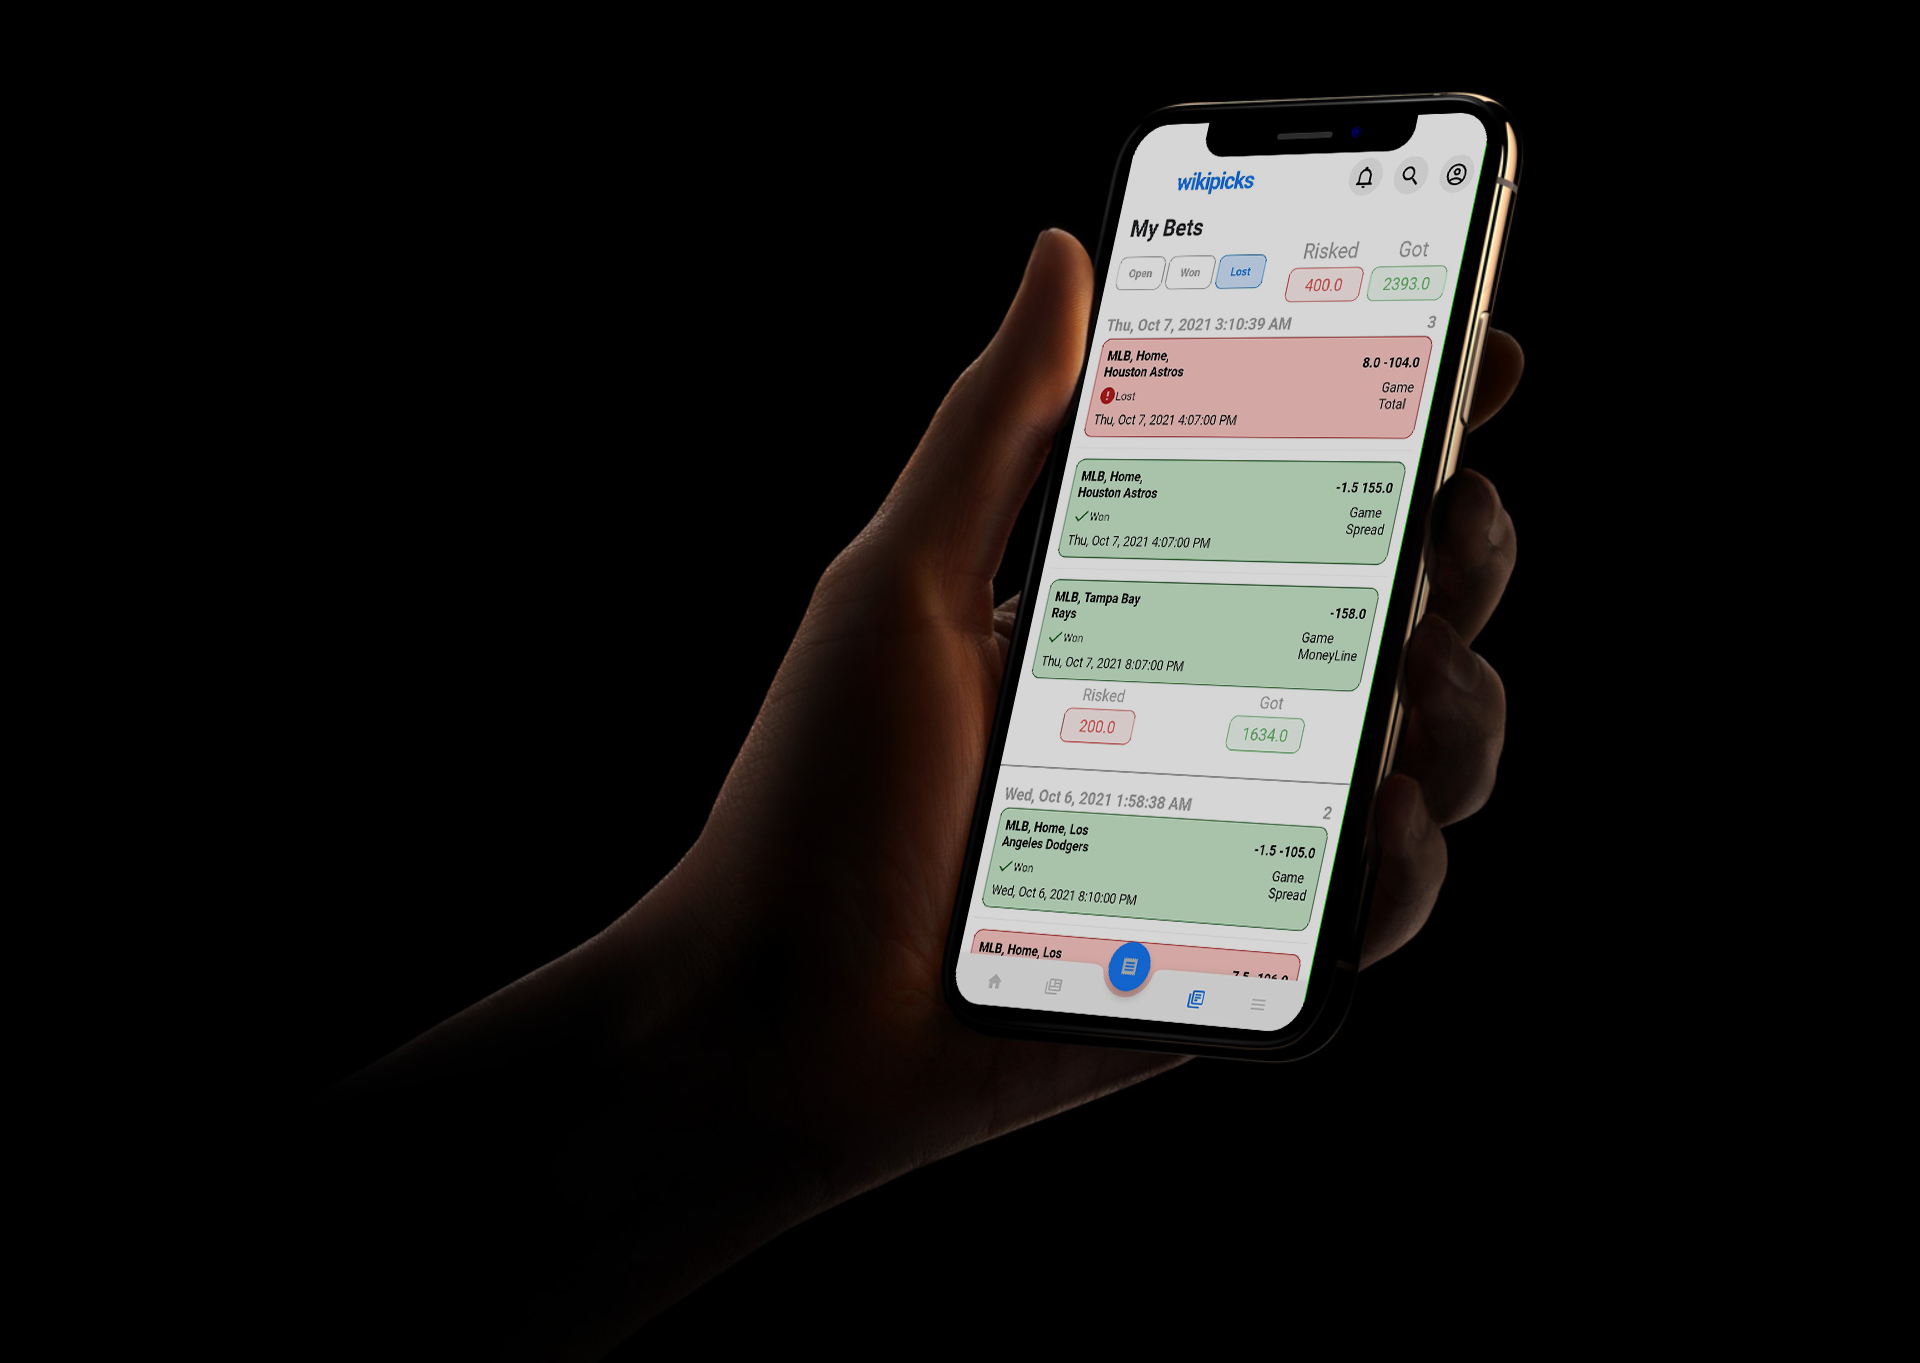 wikipicks
My Bets
Risked Got
Open Won Lost
400.0 2393.0
Thu, Oct 7, 2021 3:10:39 AM 3
MLB, Home,
Houston Astros
8.0 -104.0
Lost
Game
Total
Thu, Oct 7, 2021 4:07:00 PM
MLB, Home,
Houston Astros
-1.5 155.0
Won
Game
Spread
Thu, Oct 7, 2021 4:07:00 PM
MLB, Tampa Bay
Rays
-158.0
Won
Game
MoneyLine
Thu, Oct 7, 2021 8:07:00 PM
Risked Got
200.0 1634.0
Wed, Oct 6, 2021 1:58:38 AM 2
MLB, Home, Los
Angeles Dodgers
-1.5 -105.0
Won
Game
Spread
Wed, Oct 6, 2021 8:10:00 PM
MLB, Home, Los